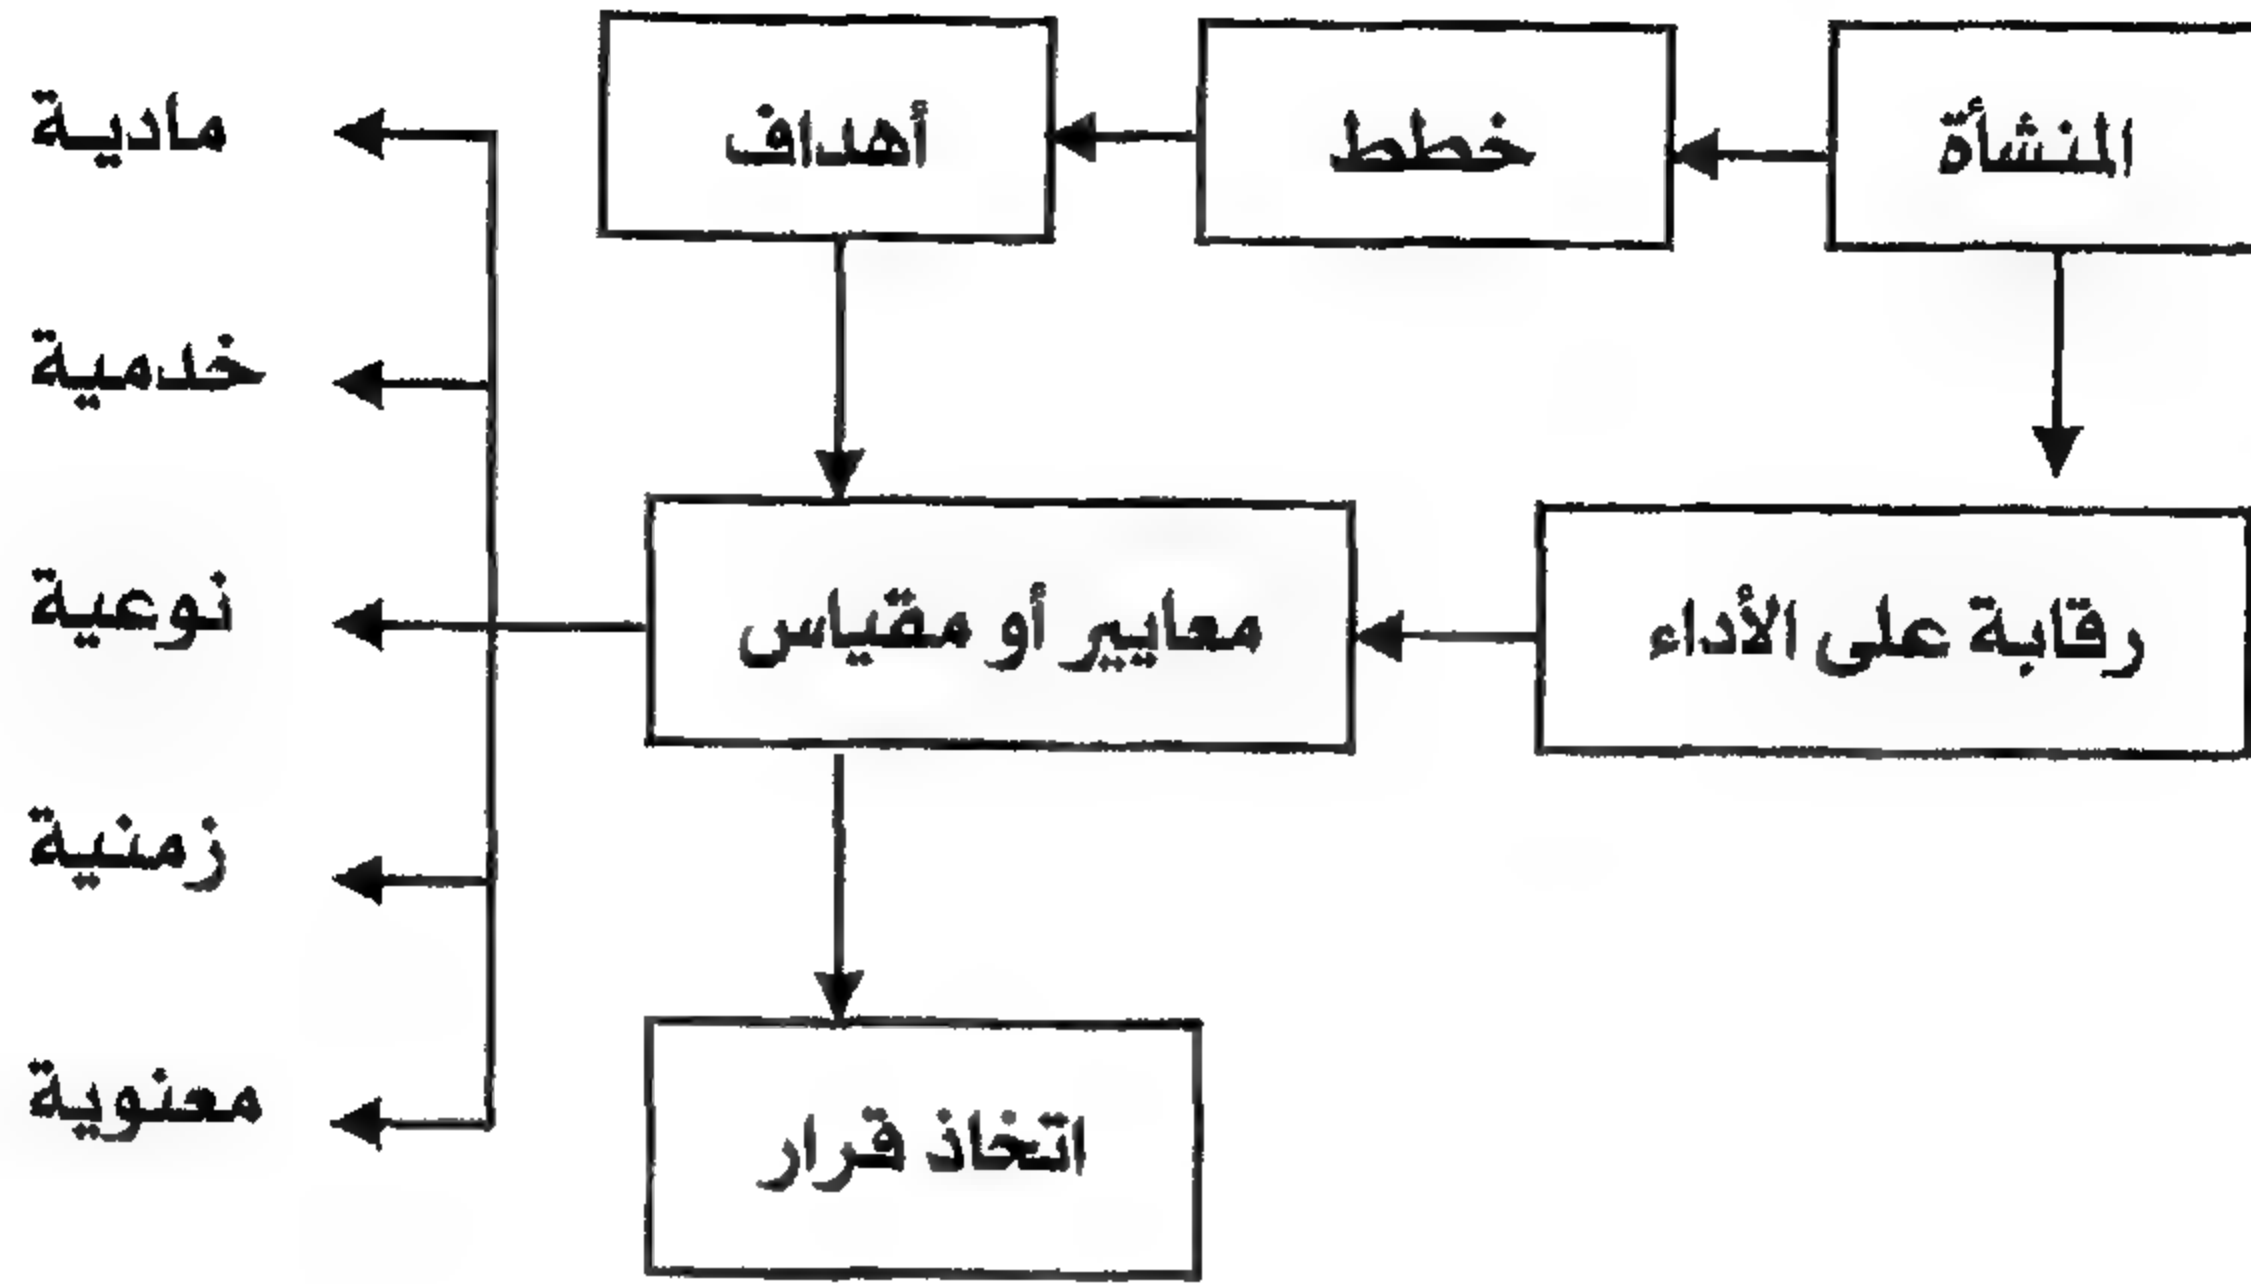 المنشأة
خطط
أهداف
رقابة على الأداء
معايير أو مقياس
اتخاذ قرار
مادية
خدمية
نوعية
زمنية
معنوية